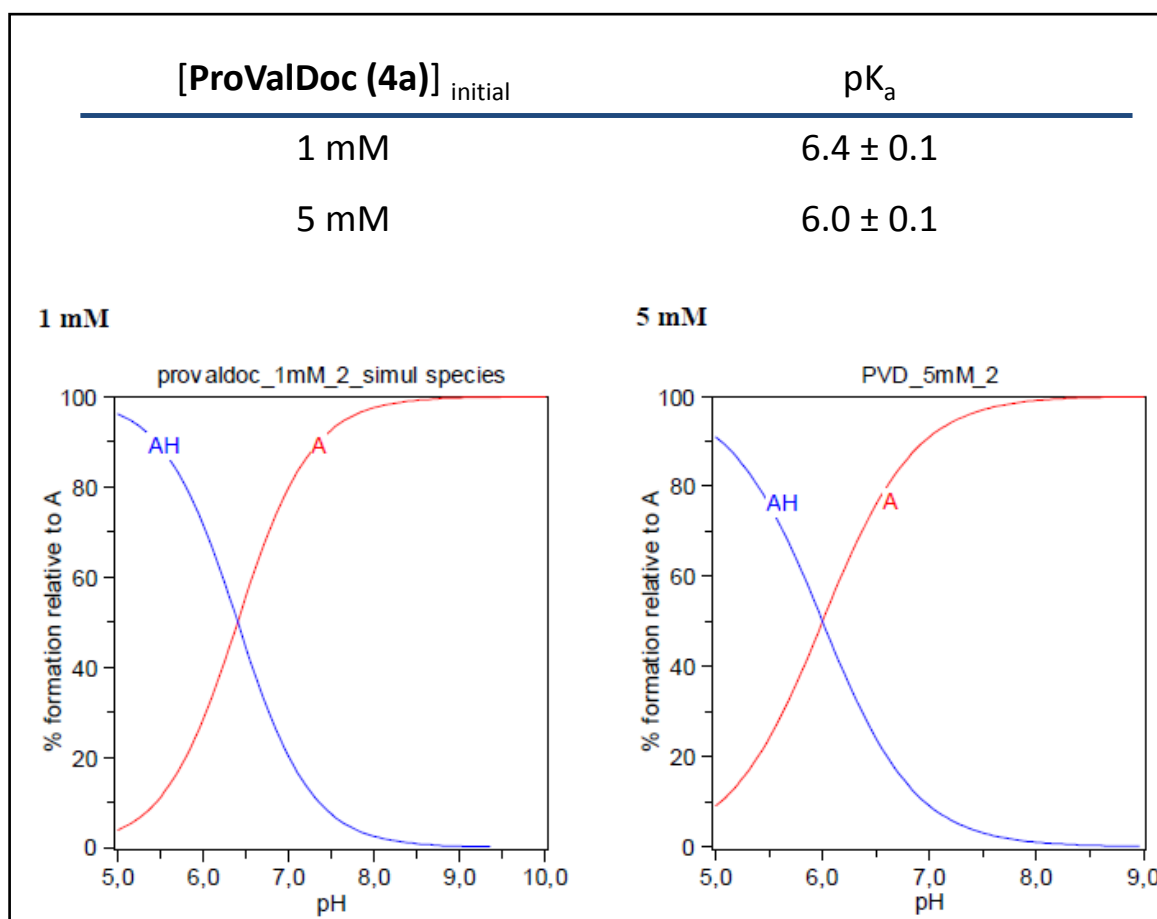 [ProValDoc (4a)] initial pKa
1 mM 6.4 ± 0.1
5 mM 6.0 ± 0.1
1 mM
provaldoc_1mM_2_simul species
100
80
60
40
20
0
% formation relative to A
AH
A
5,0 6,0 7,0 8,0 9,0 10,0
pH
5 mM
PVD_5mM_2
100
80
60
40
20
0
% formation relative to A
AH
A
5,0 6,0 7,0 8,0 9,0
pH